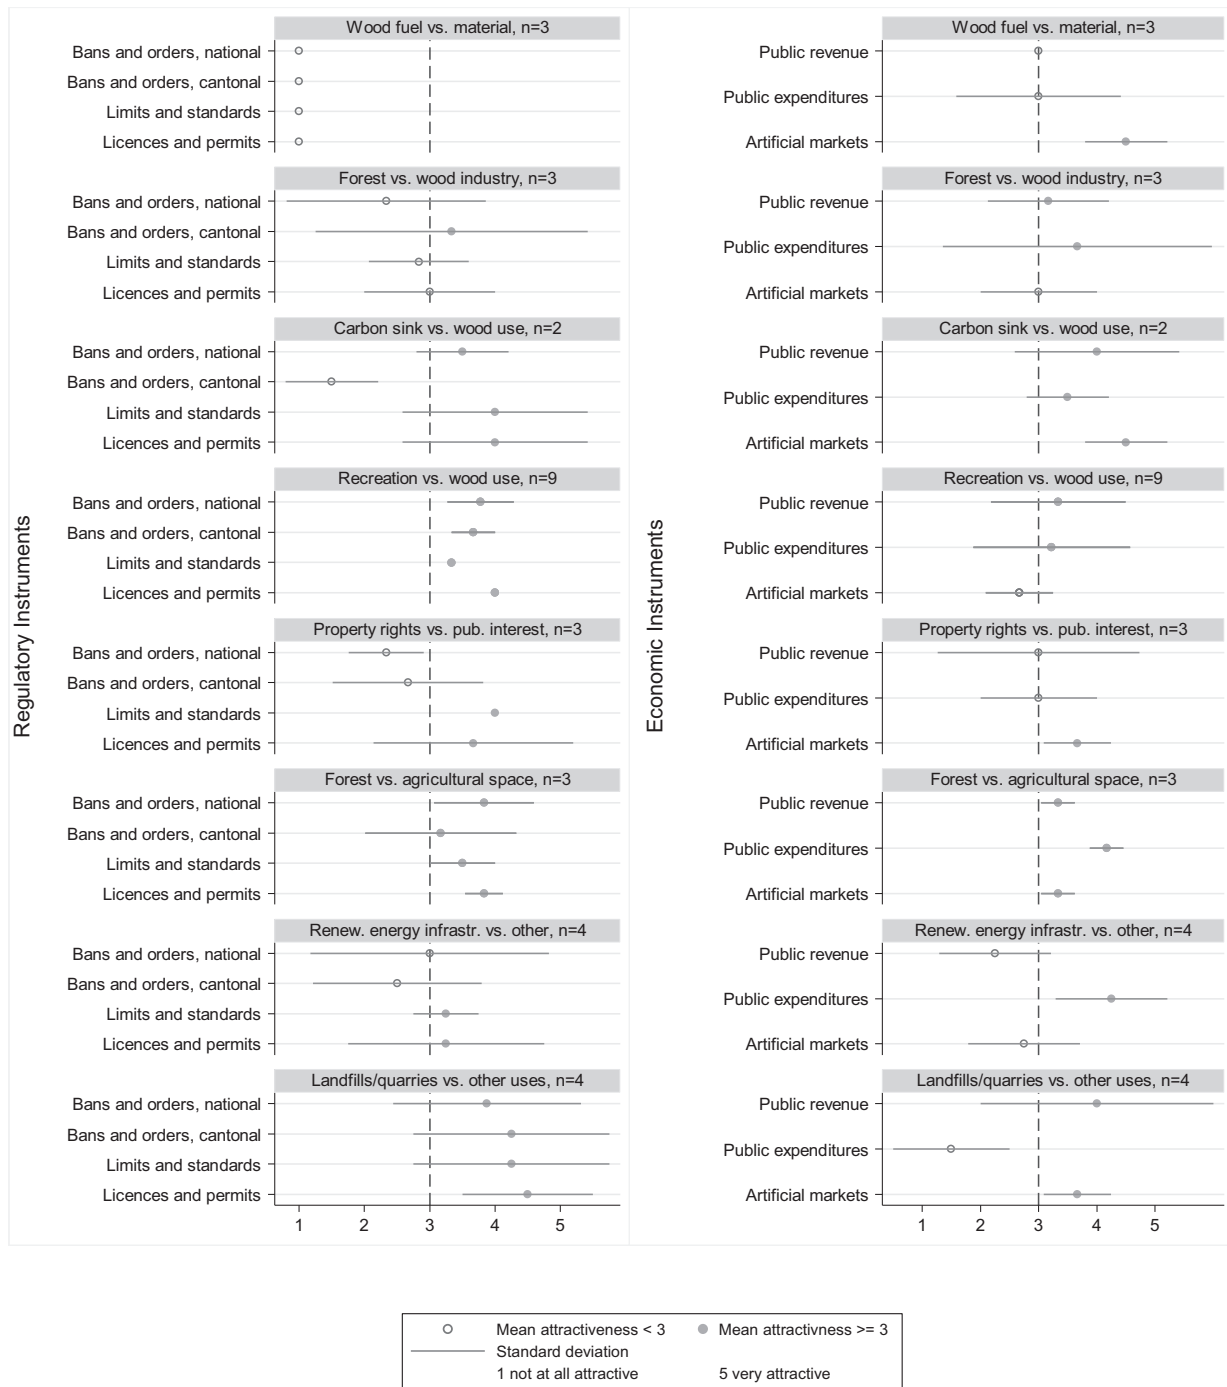 Regulatory Instruments
Wood fuel vs. material, n=3
Bans and orders, national
Bans and orders, cantonal
Limits and standards
Licences and permits
Forest vs. wood industry, n=3
Bans and orders, national
Bans and orders, cantonal
Limits and standards
Licences and permits
Carbon sink vs. wood use, n=2
Bans and orders, national
Bans and orders, cantonal
Limits and standards
Licences and permits
Recreation vs. wood use, n=9
Bans and orders, national
Bans and orders, cantonal
Limits and standards
Licences and permits
Property rights vs. pub. interest, n=3
Bans and orders, national
Bans and orders, cantonal
Limits and standards
Licences and permits
Forest vs. agricultural space, n=3
Bans and orders, national
Bans and orders, cantonal
Limits and standards
Licences and permits
Renew. energy infrastr. vs. other, n=4
Bans and orders, national
Bans and orders, cantonal
Limits and standards
Licences and permits
Landfills/quarries vs. other uses, n=4
Bans and orders, national
Bans and orders, cantonal
Limits and standards
Licences and permits
1 2 3 4 5
Economic Instruments
Wood fuel vs. material, n=3
Public revenue
Public expenditures
Artificial markets
Forest vs. wood industry, n=3
Public revenue
Public expenditures
Artificial markets
Carbon sink vs. wood use, n=2
Public revenue
Public expenditures
Artificial markets
Recreation vs. wood use, n=9
Public revenue
Public expenditures
Artificial markets
Property rights vs. pub. interest, n=3
Public revenue
Public expenditures
Artificial markets
Forest vs. agricultural space, n=3
Public revenue
Public expenditures
Artificial markets
Renew. energy infrastr. vs. other, n=4
Public revenue
Public expenditures
Artificial markets
Landfills/quarries vs. other uses, n=4
Public revenue
Public expenditures
Artificial markets
1 2 3 4 5
Mean attractiveness < 3 Mean attractivness >= 3
Standard deviation
1 not at all attractive 5 very attractive